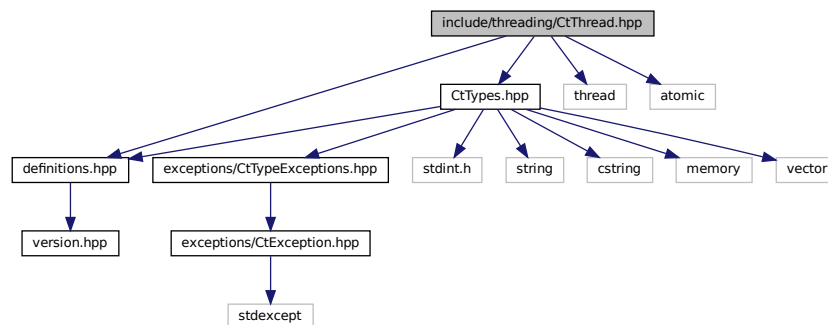 include/threading/CtThread.hpp
CtTypes.hpp
thread
atomic
definitions.hpp
exceptions/CtTypeExceptions.hpp
stdint.h
string
cstring
memory
vector
version.hpp
exceptions/CtException.hpp
stdexcept